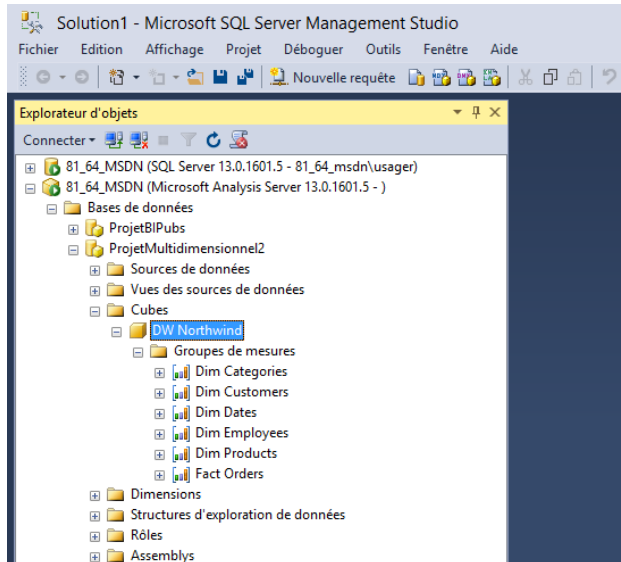 Solution1 - Microsoft SQL Server Management Studio
Fichier Edition Affichage Projet Déboguer Outils Fenêtre Aide
Nouvelle requête
Explorateur d'objets
Connecter
81_64_MSDN (SQL Server 13.0.1601.5 - 81_64_msdn\usager)
81_64_MSDN (Microsoft Analysis Server 13.0.1601.5 - )
Bases de données
ProjetBIPubs
ProjetMultidimensionnel2
Sources de données
Vues des sources de données
Cubes
DW Northwind
Groupes de mesures
Dim Categories
Dim Customers
Dim Dates
Dim Employees
Dim Products
Fact Orders
Dimensions
Structures d'exploration de données
Rôles
Assemblys